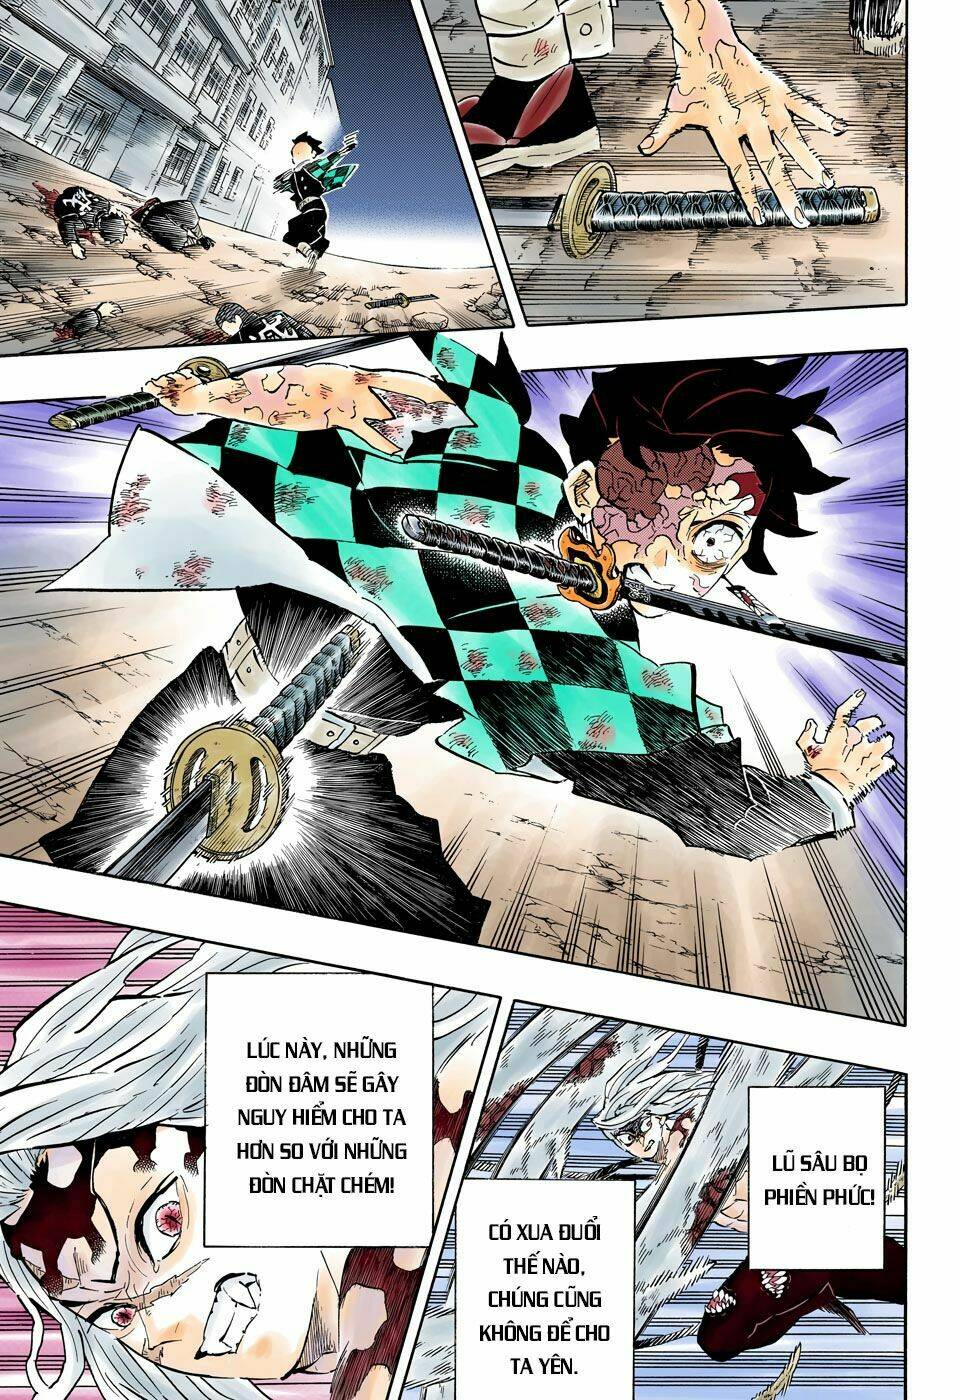 LŨ SÂU BỌ
PHIỀN PHỨC!
CÓ XUA ĐUỔI
THẾ NÀO,
CHÚNG CŨNG
KHÔNG ĐỂ CHO
TA YÊN.
LÚC NÀY, NHỮNG
ĐÒN ĐÂM SẼ GÂY
NGUY HIỂM CHO TA
HƠN SO VỚI NHỮNG
ĐÒN CHẶT CHÉM!